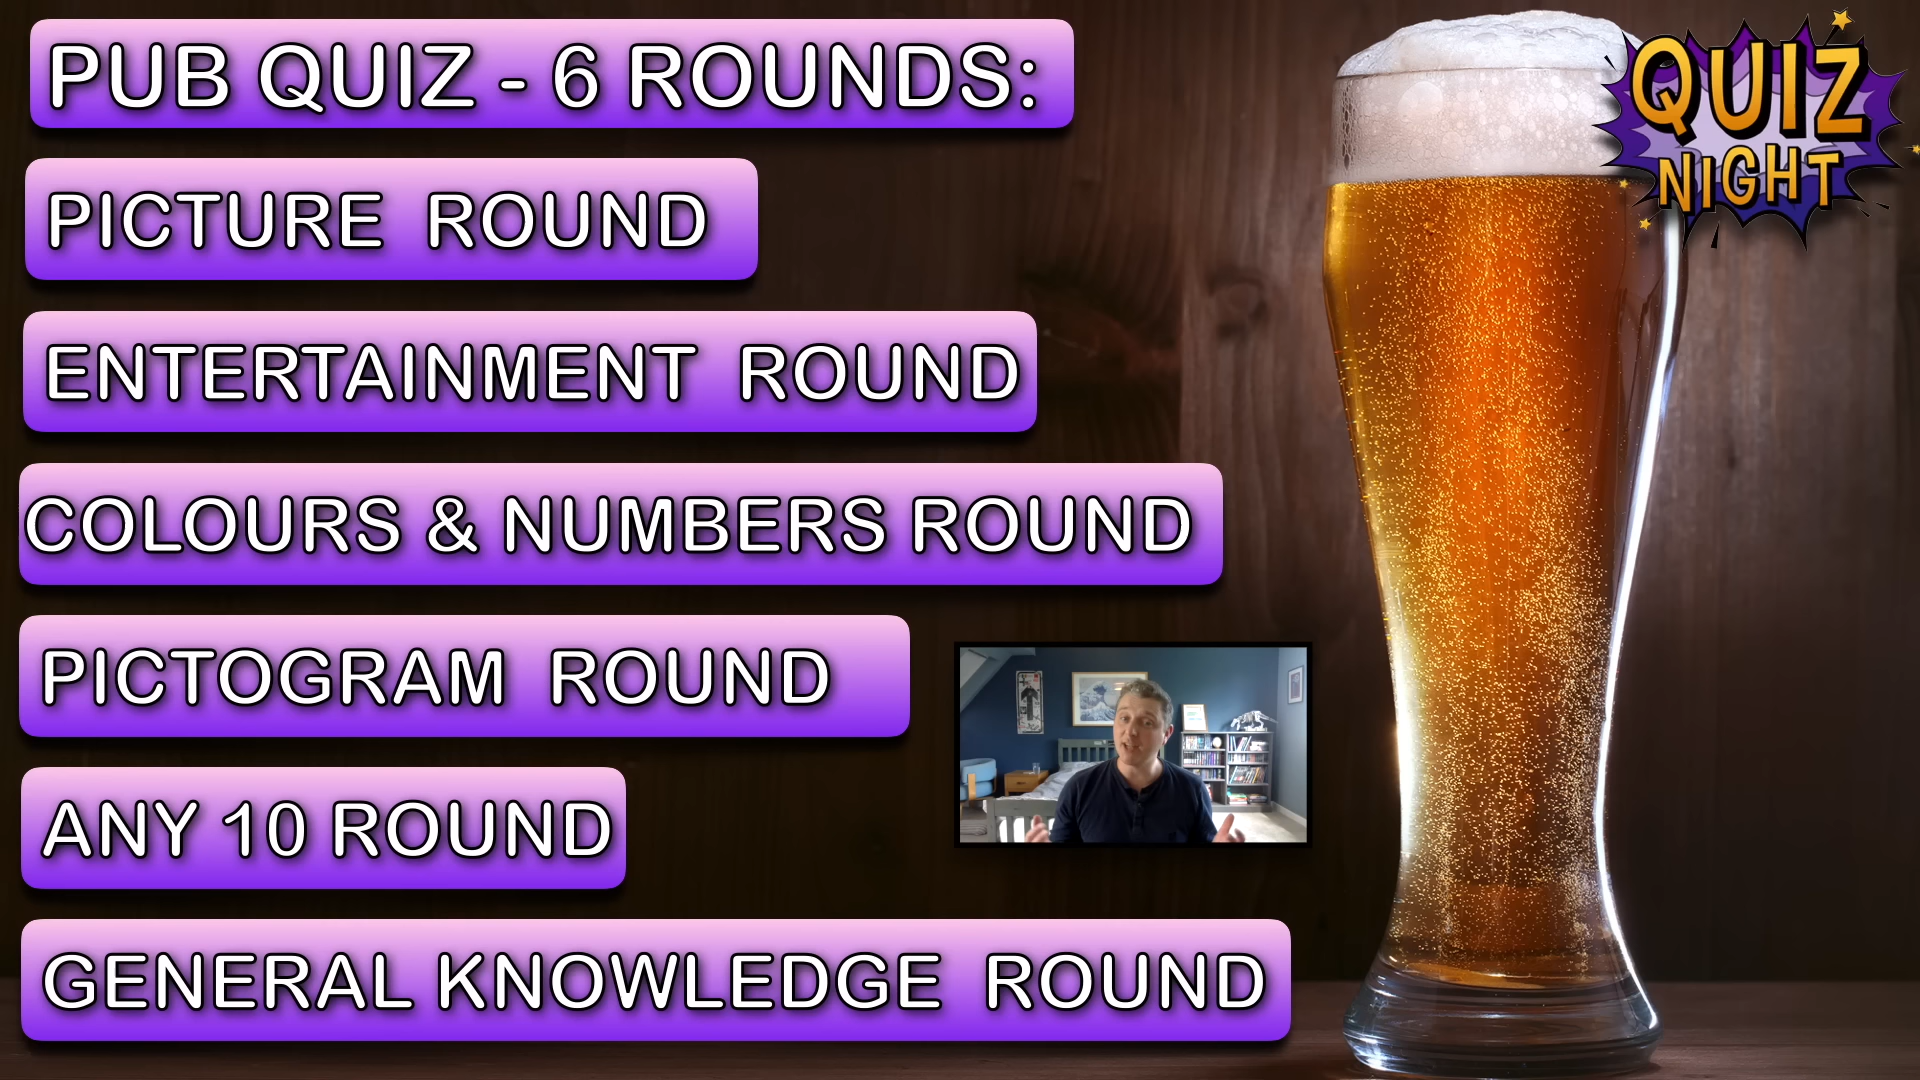 PUB QUIZ - 6 ROUNDS:
PICTURE ROUND
ENTERTAINMENT ROUND
COLOURS & NUMBERS ROUND
PICTOGRAM ROUND
ANY 10 ROUND
GENERAL KNOWLEDGE ROUND
QUIZ
NIGHT